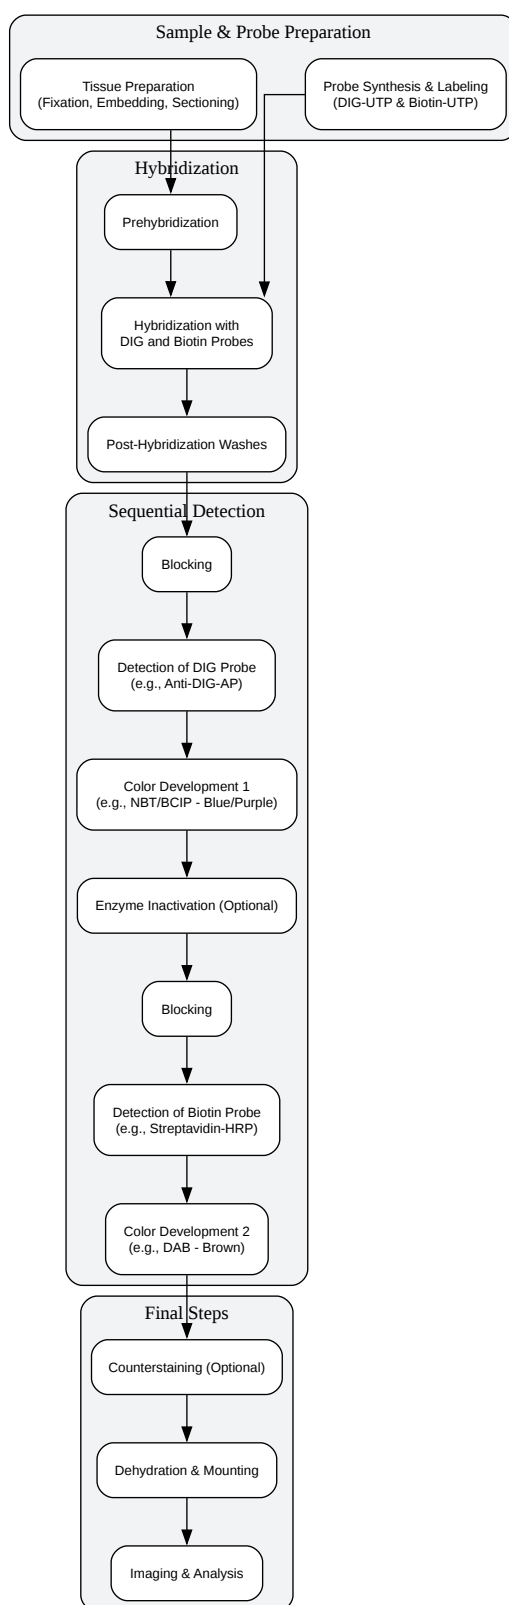 Sample & Probe Preparation
Tissue Preparation
(Fixation, Embedding, Sectioning)
Probe Synthesis & Labeling
(DIG-UTP & Biotin-UTP)
Hybridization
Prehybridization
Hybridization with
DIG and Biotin Probes
Post-Hybridization Washes
Sequential Detection
Blocking
Detection of DIG Probe
(e.g., Anti-DIG-AP)
Color Development 1
(e.g., NBT/BCIP - Blue/Purple)
Enzyme Inactivation (Optional)
Blocking
Detection of Biotin Probe
(e.g., Streptavidin-HRP)
Color Development 2
(e.g., DAB - Brown)
Final Steps
Counterstaining (Optional)
Dehydration & Mounting
Imaging & Analysis